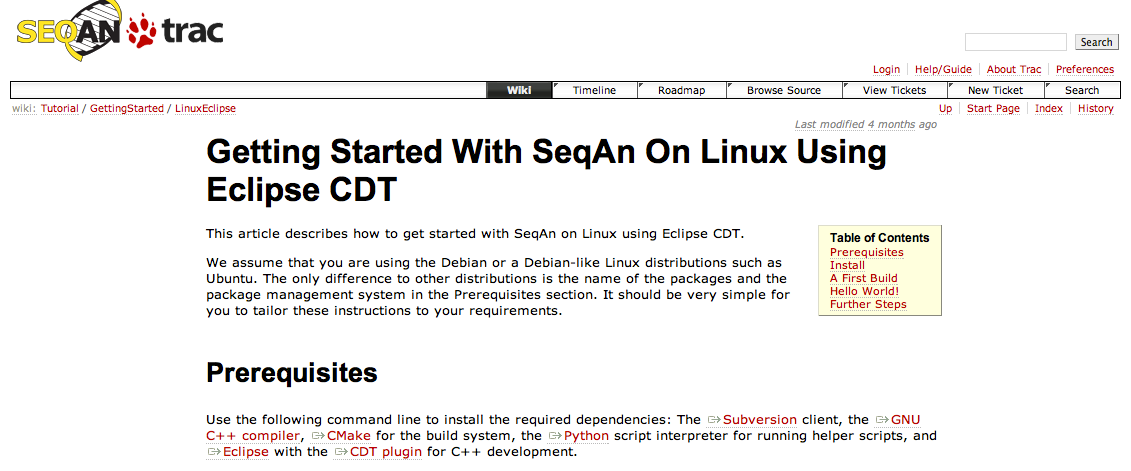 SEQAN trac
Search
Login Help/Guide About Trac Preferences
Wiki Timeline Roadmap Browse Source View Tickets New Ticket Search
wiki: Tutorial / GettingStarted / LinuxEclipse Up Start Page Index History
Last modified 4 months ago
Getting Started With SeqAn On Linux Using
Eclipse CDT
This article describes how to get started with SeqAn on Linux using Eclipse CDT.
We assume that you are using the Debian or a Debian-like Linux distributions such as
Ubuntu. The only difference to other distributions is the name of the packages and the
package management system in the Prerequisites section. It should be very simple for
you to tailor these instructions to your requirements.
Table of Contents
Prerequisites
Install
A First Build
Hello World!
Further Steps
Prerequisites
Use the following command line to install the required dependencies: The Subversion client, the GNU
C++ compiler, CMake for the build system, the Python script interpreter for running helper scripts, and
Eclipse with the CDT plugin for C++ development.